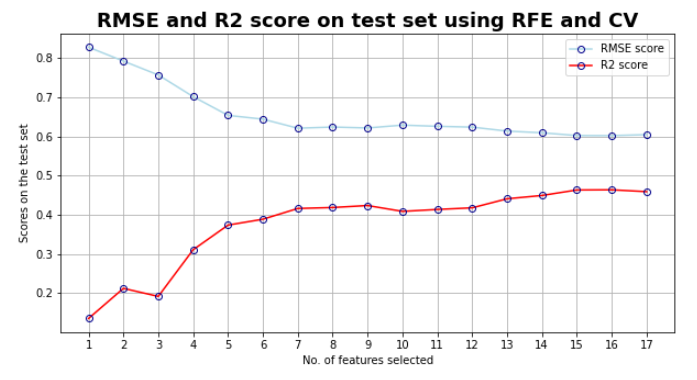 RMSE and R2 score on test set using RFE and CV
RMSE score
R2 score
Scores on the test set
0.8
0.7
0.6
0.5
0.4
0.3
0.2
1 2 3 4 5 6 7 8 9 10 11 12 13 14 15 16 17
No. of features selected